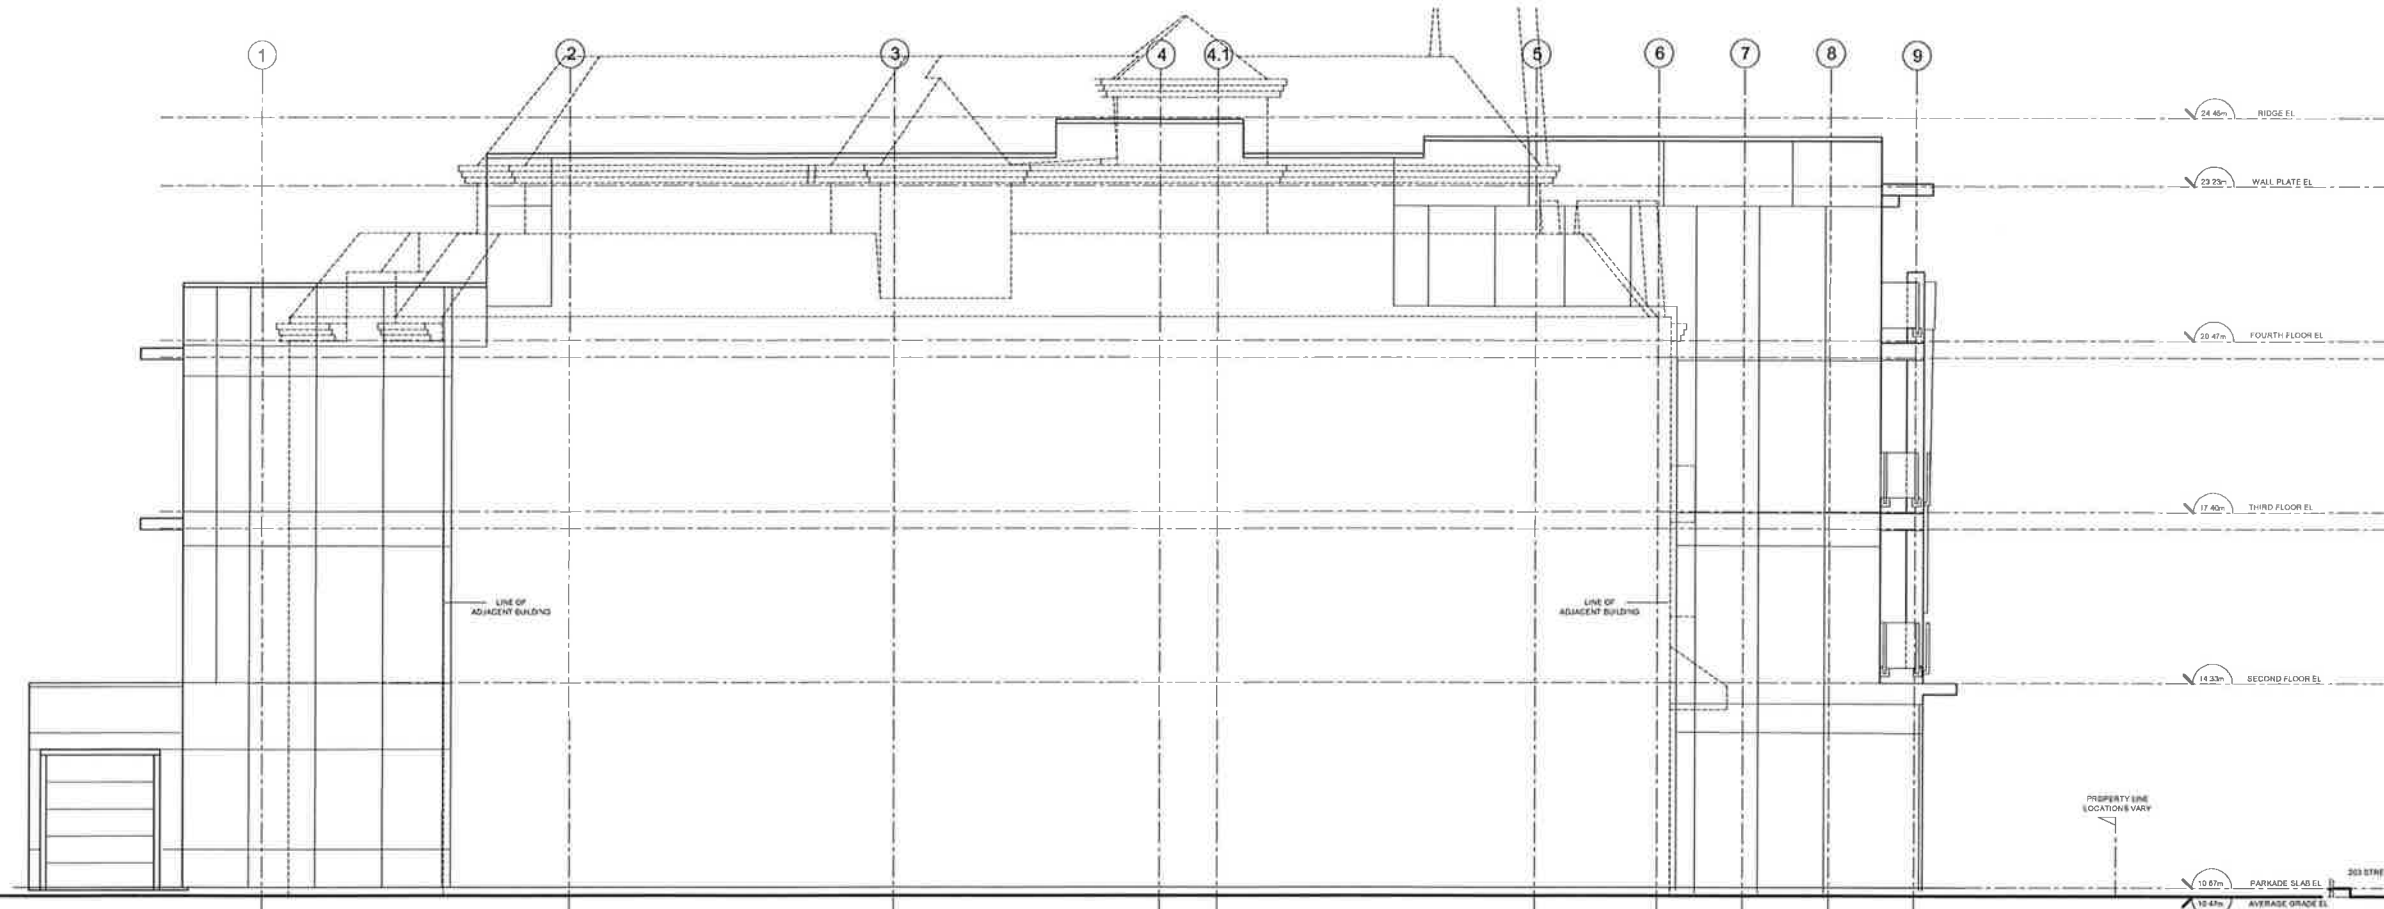 1
2
3
4
4.1
5
6
7
8
9
24.46m RIDGE EL
23.23m WALL PLATE EL
20.47m FOURTH FLOOR EL
17.40m THIRD FLOOR EL
LINE OF
ADJACENT BUILDING
LINE OF
ADJACENT BUILDING
14.33m SECOND FLOOR EL
PROPERTY LINE
LOCATIONS VARY
203 STRE
10.67m PARKADE SLAB EL
10.47m AVERAGE GRADE EL